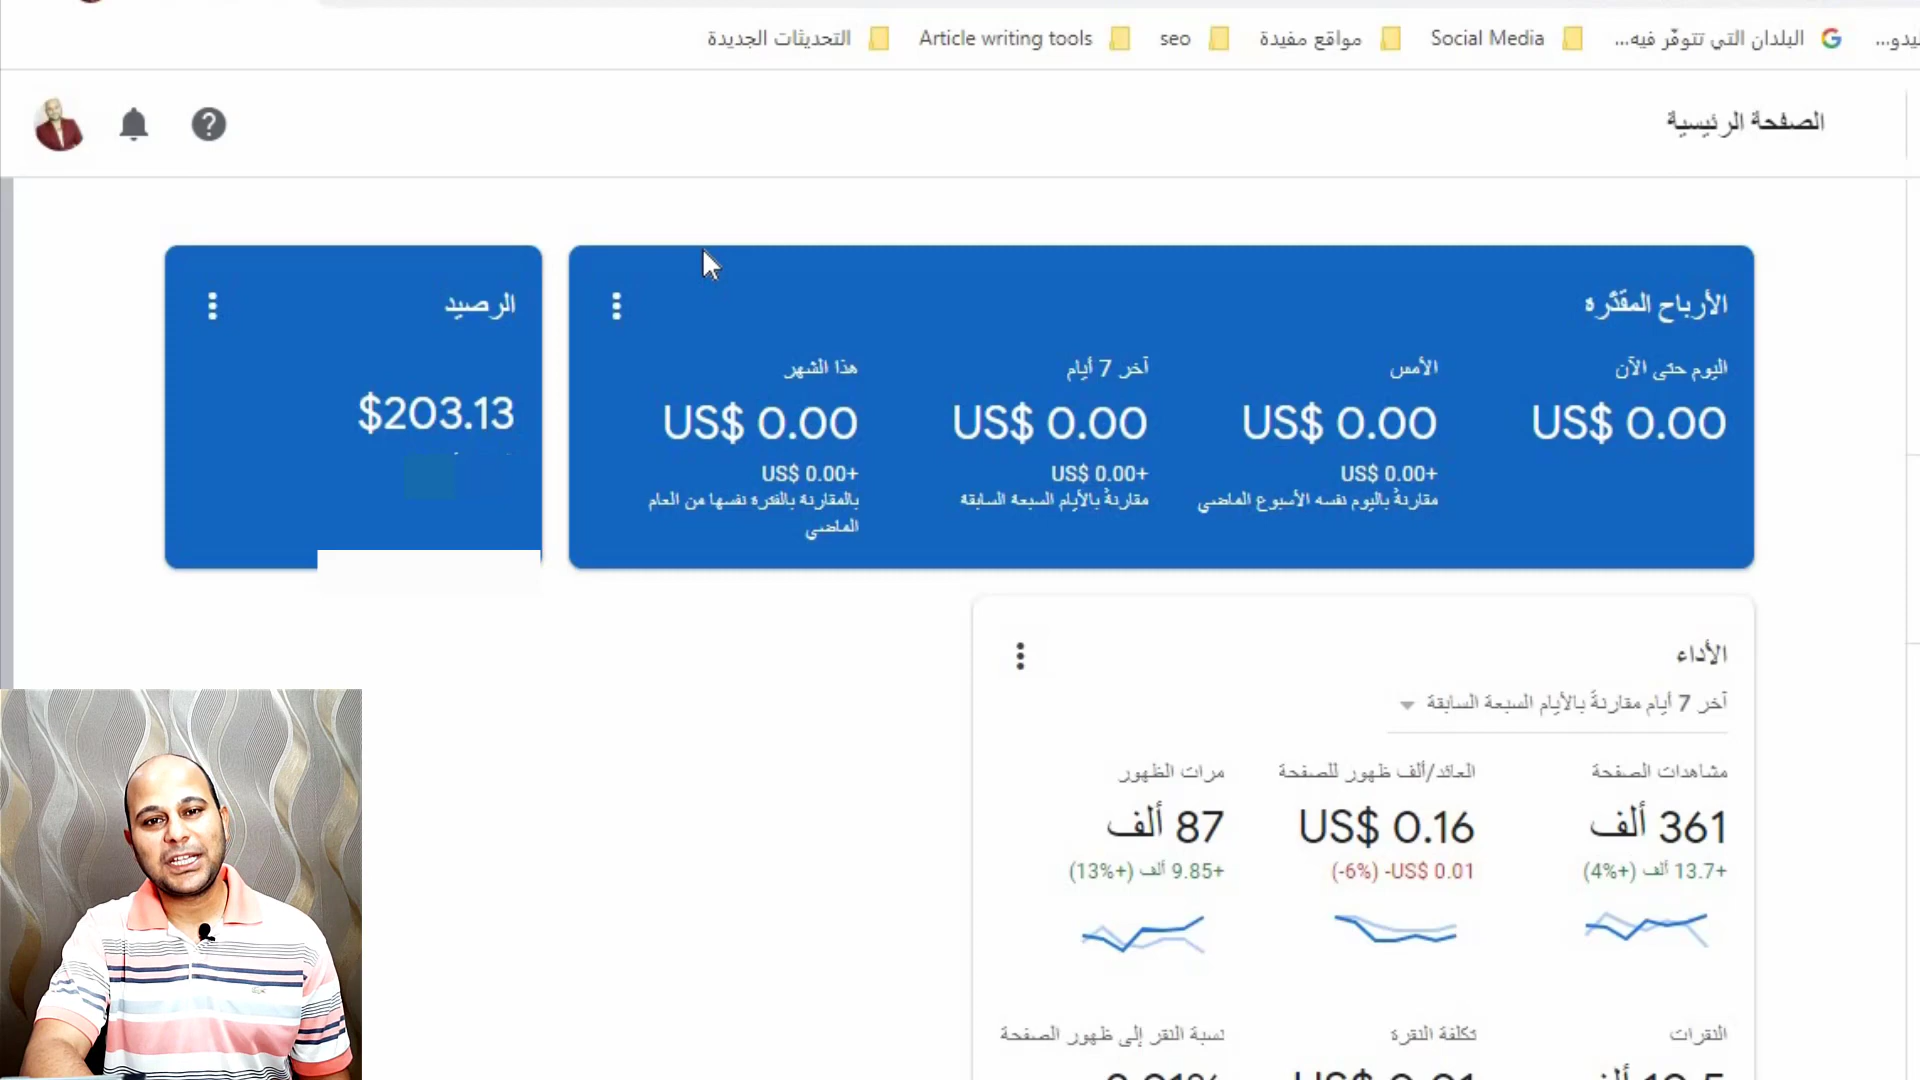 البلدان التي تتوفّر فيه...
Social Media
مواقع مفيدة
seo
Article writing tools
التحديثات الجديدة
الصفحة الرئيسية
الأرباح المقدّرة
اليوم حتى الآن
US$ 0.00
الأمس
US$ 0.00
US$ 0.00+
مقارنةً باليوم نفسه الأسبوع الماضي
آخر 7 أيام
US$ 0.00
US$ 0.00+
مقارنةً بالأيام السبعة السابقة
هذا الشهر
US$ 0.00
US$ 0.00+
بالمقارنة بالفترة نفسها من العام
الماضي
الرصيد
$203.13
الأداء
آخر 7 أيام مقارنةً بالأيام السبعة السابقة
مشاهدات الصفحة
361 ألف
+13.7 ألف (+4%)
العائد/ألف ظهور للصفحة
US$ 0.16
-US$ 0.01 (-6%)
مرات الظهور
87 ألف
+9.85 ألف (+13%)
النقرات
تكلفة النقرة
نسبة النقر إلى ظهور الصفحة